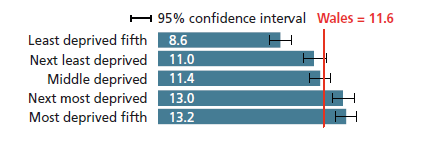 95% confidence interval Wales = 11.6
Least deprived fifth 8.6
Next least deprived 11.0
Middle deprived 11.4
Next most deprived 13.0
Most deprived fifth 13.2